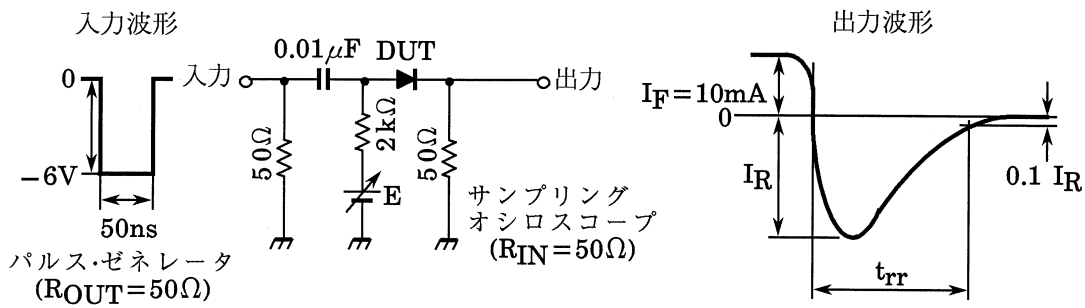 入力波形
0
−6V
50ns
パルス・ゼネレータ
(ROUT=50Ω)
入力
0.01μF
DUT
出力
50Ω
2kΩ
E
50Ω
サンプリング
オシロスコープ
(RIN=50Ω)
出力波形
IF=10mA
0
IR
0.1 IR
trr